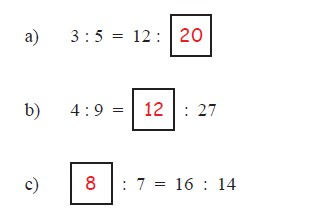 a) 3 : 5 = 12 : 20
b) 4 : 9 = 12 : 27
c) 8 : 7 = 16 : 14